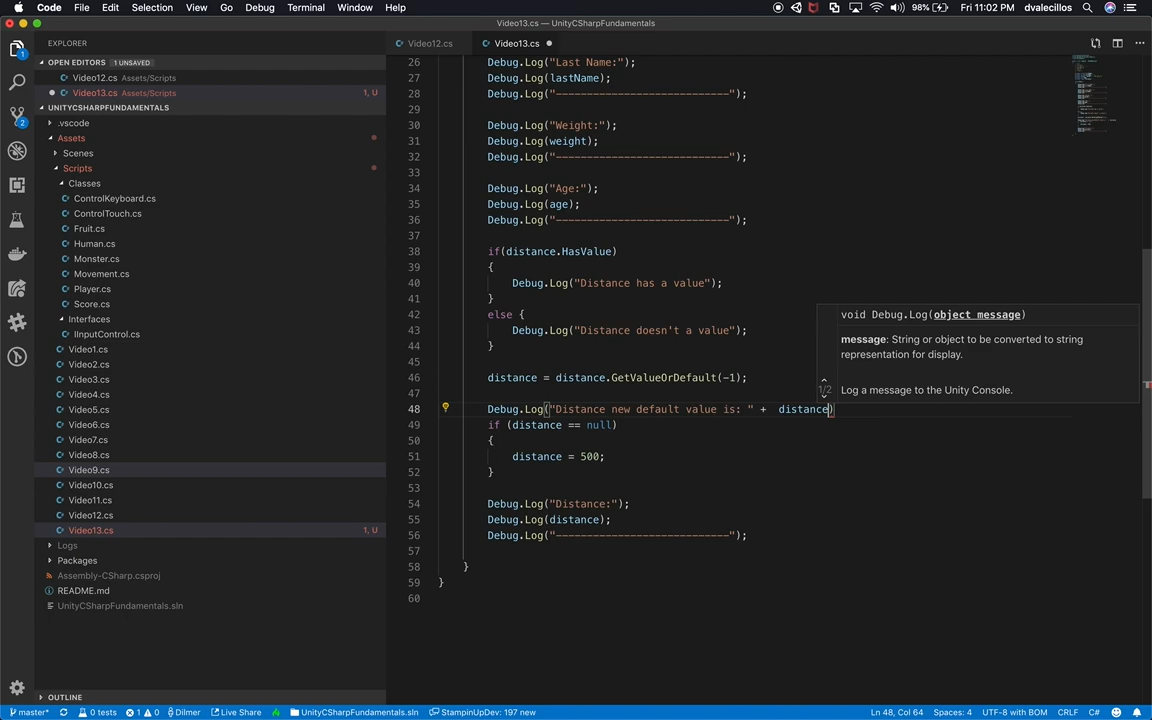 Code File Edit Selection View Go Debug Terminal Window Help 98% Fri 11:02 PM dvalecillos
Video13.cs — UnityCSharpFundamentals
EXPLORER
OPEN EDITORS 1 UNSAVED
Video12.cs Assets/Scripts
Video13.cs Assets/Scripts 1, U
UNITYCSHARPFUNDAMENTALS
.vscode
Assets
Scenes
Scripts
Classes
ControlKeyboard.cs
ControlTouch.cs
Fruit.cs
Human.cs
Monster.cs
Movement.cs
Player.cs
Score.cs
Interfaces
IInputControl.cs
Video1.cs
Video2.cs
Video3.cs
Video4.cs
Video5.cs
Video6.cs
Video7.cs
Video8.cs
Video9.cs
Video10.cs
Video11.cs
Video12.cs
Video13.cs 1, U
Logs
Packages
Assembly-CSharp.csproj
README.md
UnityCSharpFundamentals.sln
OUTLINE
1
2
Video12.cs Video13.cs
26 Debug.Log("Last Name:");
27 Debug.Log(lastName);
28 Debug.Log("----------------------------");
29
30 Debug.Log("Weight:");
31 Debug.Log(weight);
32 Debug.Log("----------------------------");
33
34 Debug.Log("Age:");
35 Debug.Log(age);
36 Debug.Log("----------------------------");
37
38 if(distance.HasValue)
39 {
40 Debug.Log("Distance has a value");
41 }
42 else {
43 Debug.Log("Distance doesn't a value");
44 }
45
46 distance = distance.GetValueOrDefault(-1);
47
48 Debug.Log("Distance new default value is: " +  distance)
49 if (distance == null)
50 {
51 distance = 500;
52 }
53
54 Debug.Log("Distance:");
55 Debug.Log(distance);
56 Debug.Log("----------------------------");
57
58 }
59 }
60
void Debug.Log(object message)
message: String or object to be converted to string
representation for display.
1/2
Log a message to the Unity Console.
master* 0 tests 1 0 Dilmer Live Share UnityCSharpFundamentals.sln StampinUpDev: 197 new Ln 48, Col 64 Spaces: 4 UTF-8 with BOM CRLF C#